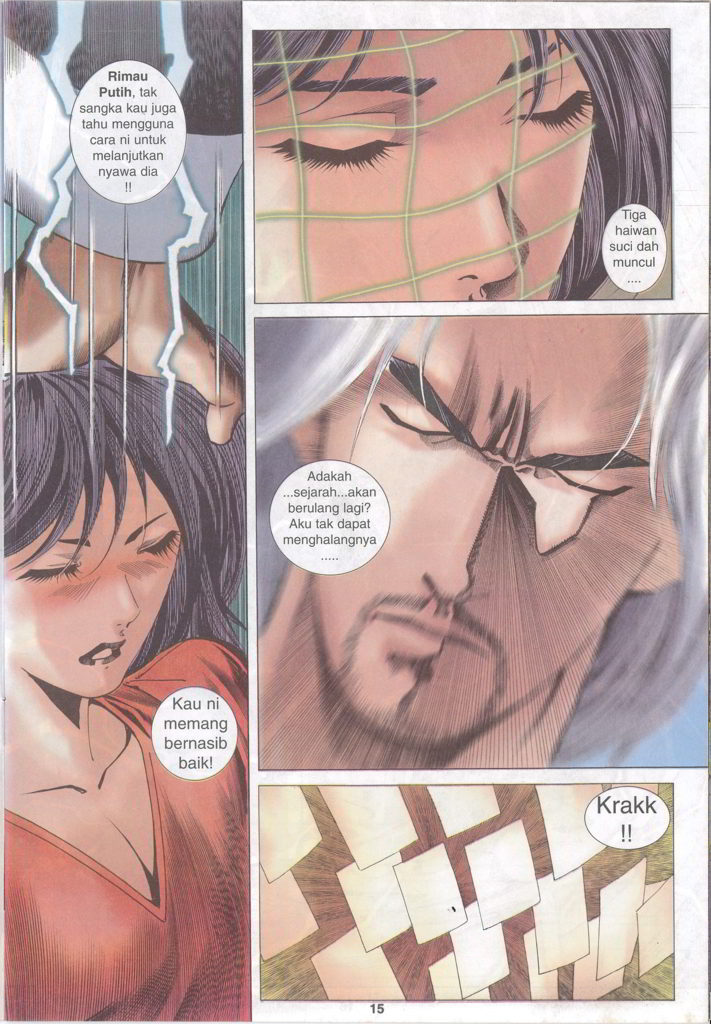 Rimau
Putih, tak
sangka kau juga
tahu mengguna
cara ni untuk
melanjutkan
nyawa dia
!!
Kau ni
memang
bernasib
baik!
Tiga
haiwan
suci dah
muncul
....
Adakah
...sejarah...akan
berulang lagi?
Aku tak dapat
menghalangnya
.....
Krakk
!!
15